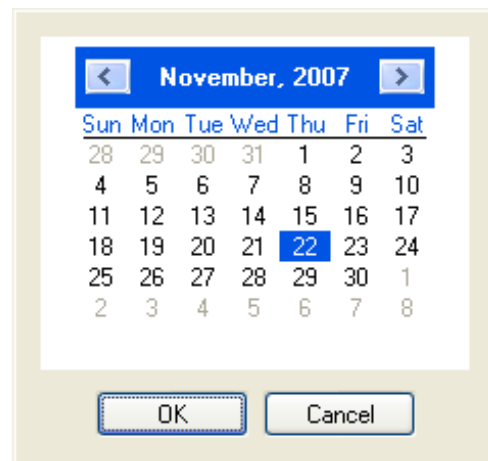 November, 2007
Sun Mon Tue Wed Thu Fri Sat
28 29 30 31 1 2 3
4 5 6 7 8 9 10
11 12 13 14 15 16 17
18 19 20 21 22 23 24
25 26 27 28 29 30 1
2 3 4 5 6 7 8
OK Cancel